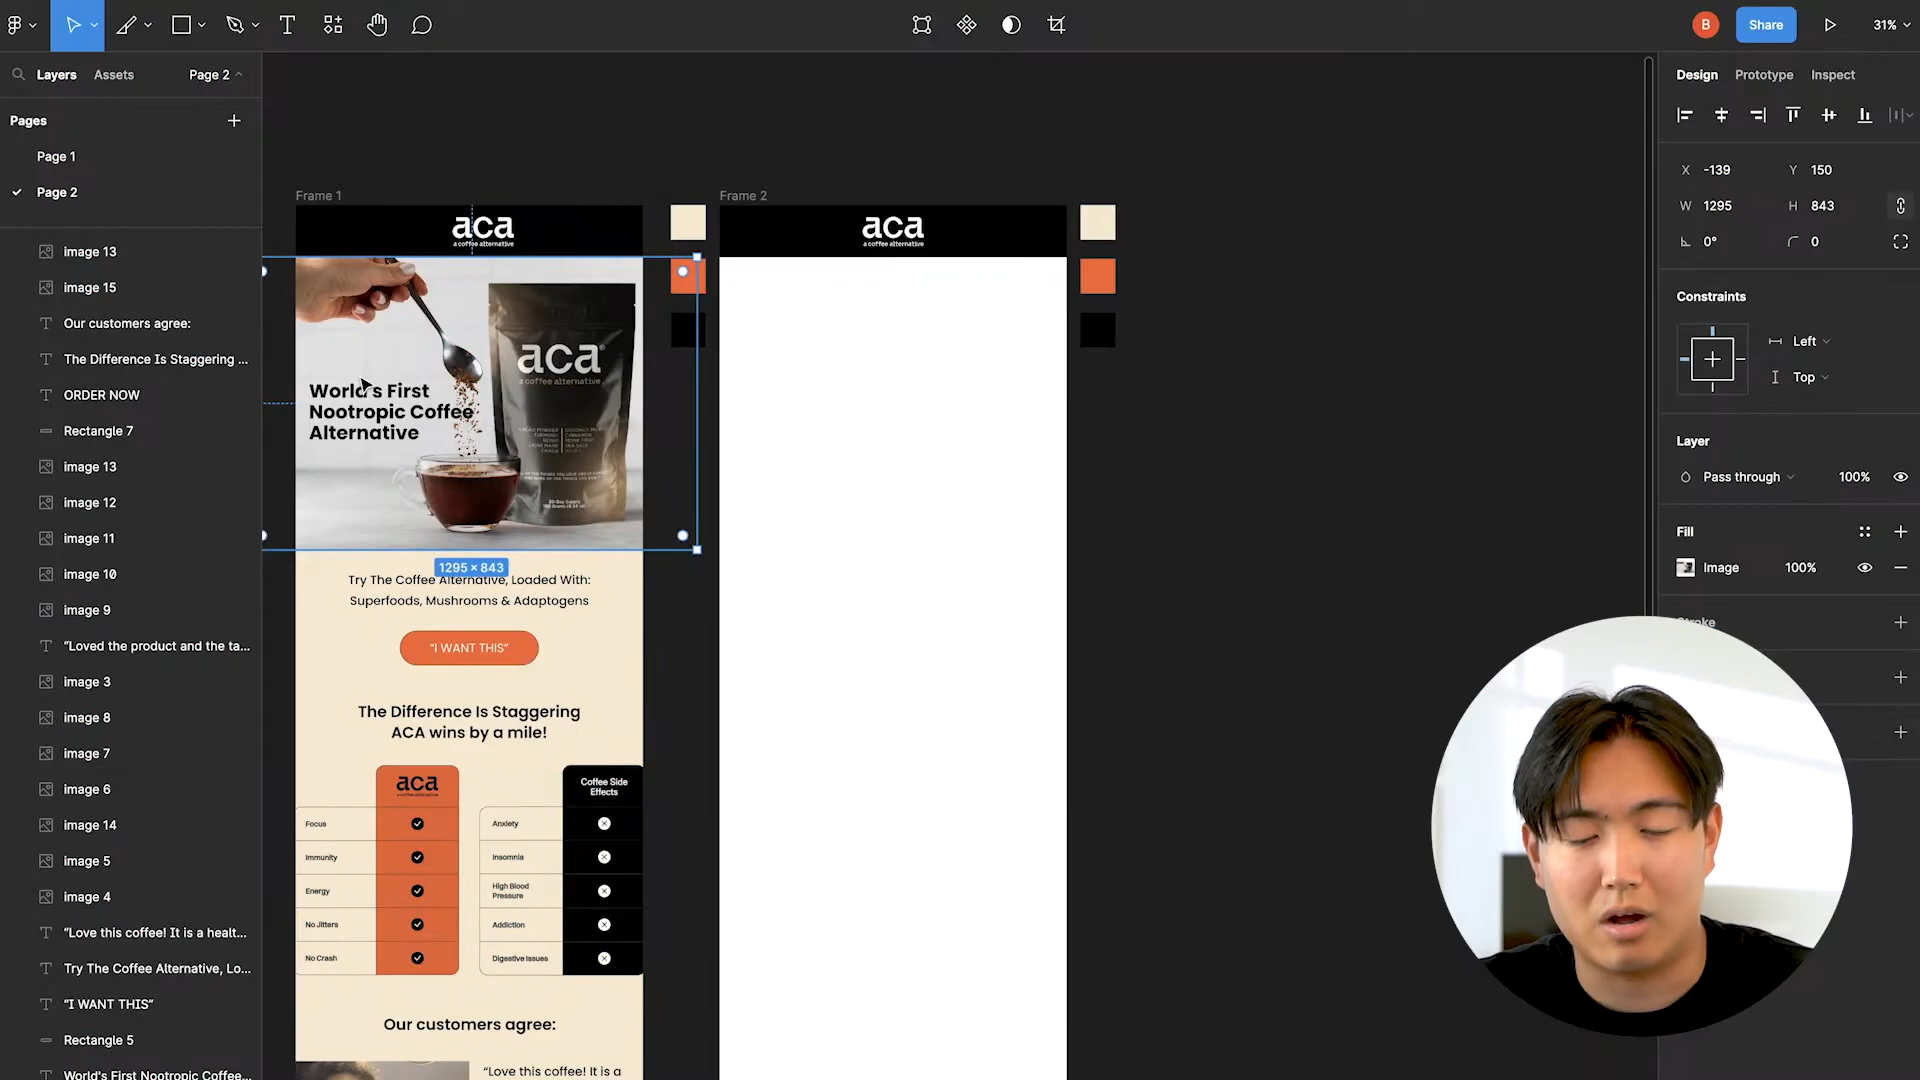 B
Share
31%
Layers
Assets
Page 2
Pages
Page 1
Page 2
image 13
image 15
Our customers agree:
The Difference Is Staggering ...
ORDER NOW
Rectangle 7
image 13
image 12
image 11
image 10
image 9
"Loved the product and the ta...
image 3
image 8
image 7
image 6
image 14
image 5
image 4
"Love this coffee! It is a healt...
Try The Coffee Alternative, Lo...
"I WANT THIS"
Rectangle 5
World's First Nootropic Coffee...
Frame 1
aca
a coffee alternative
World's First
Nootropic Coffee
Alternative
aca®
a coffee alternative
1295 × 843
Try The Coffee Alternative, Loaded With:
Superfoods, Mushrooms & Adaptogens
"I WANT THIS"
The Difference Is Staggering
ACA wins by a mile!
aca
a coffee alternative
Focus
Immunity
Energy
No Jitters
No Crash
Coffee Side
Effects
Anxiety
Insomnia
High Blood
Pressure
Addiction
Digestive Issues
Our customers agree:
"Love this coffee! It is a
Frame 2
aca
a coffee alternative
Design
Prototype
Inspect
X -139
Y 150
W 1295
H 843
0°
0
Constraints
Left
Top
Layer
Pass through
100%
Fill
Image
100%
Stroke